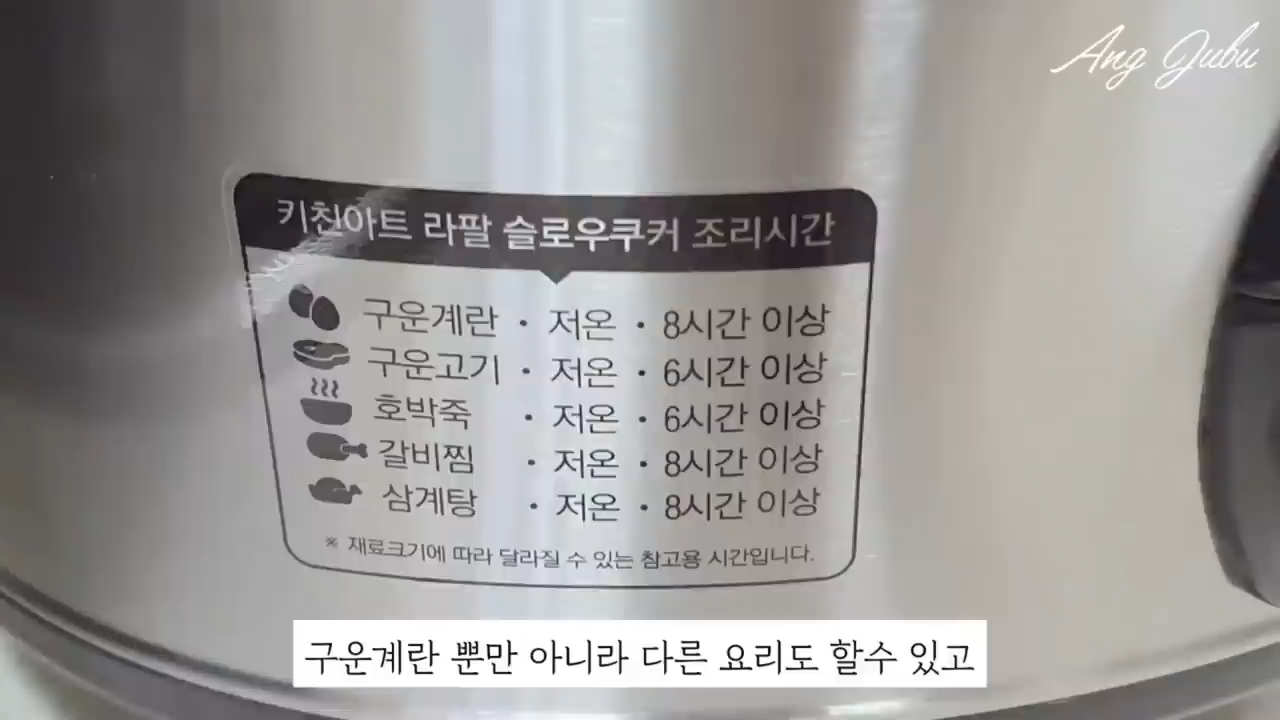 Ang Jubu
키친아트 라팔 슬로우쿠커 조리시간
구운계란 · 저온 · 8시간 이상
구운고기 · 저온 · 6시간 이상
호박죽 · 저온 · 6시간 이상
갈비찜 · 저온 · 8시간 이상
삼계탕 · 저온 · 8시간 이상
※ 재료크기에 따라 달라질 수 있는 참고용 시간입니다.
구운계란 뿐만 아니라 다른 요리도 할수 있고